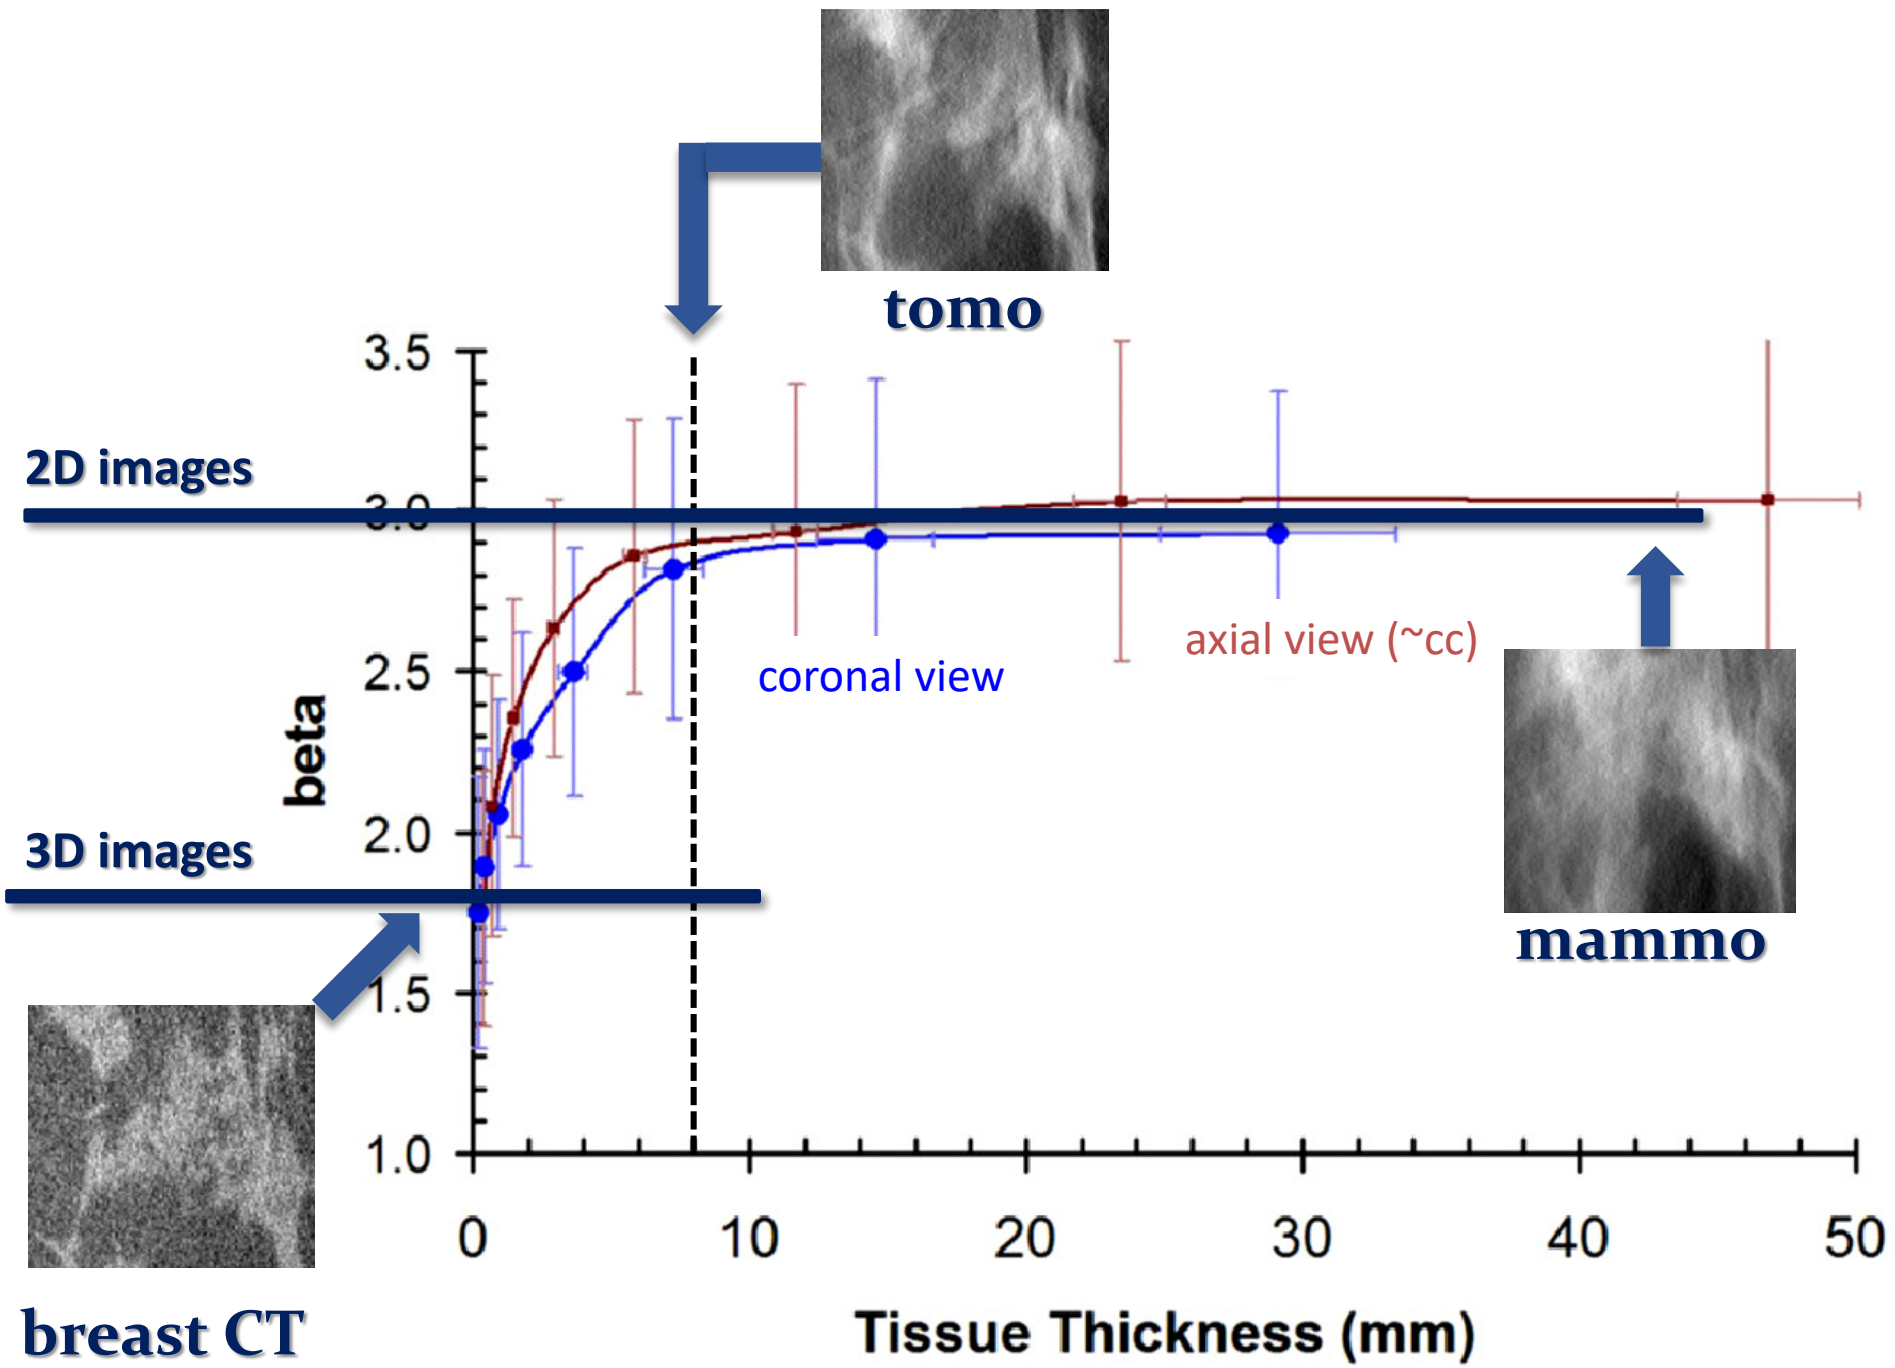 tomo
3.5
2D images
3.0
axial view (~cc)
coronal view
2.5
beta
2.0
3D images
mammo
1.5
1.0
0 10 20 30 40 50
breast CT
Tissue Thickness (mm)